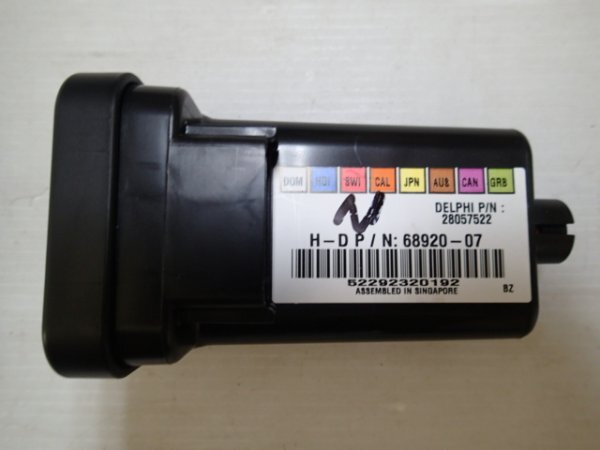 DOM HDI SWI CAL JPN AUS CAN GRB
N
DELPHI P/N :
28057522
H-D P/N: 68920-07
52292320192
ASSEMBLED IN SINGAPORE
BZ